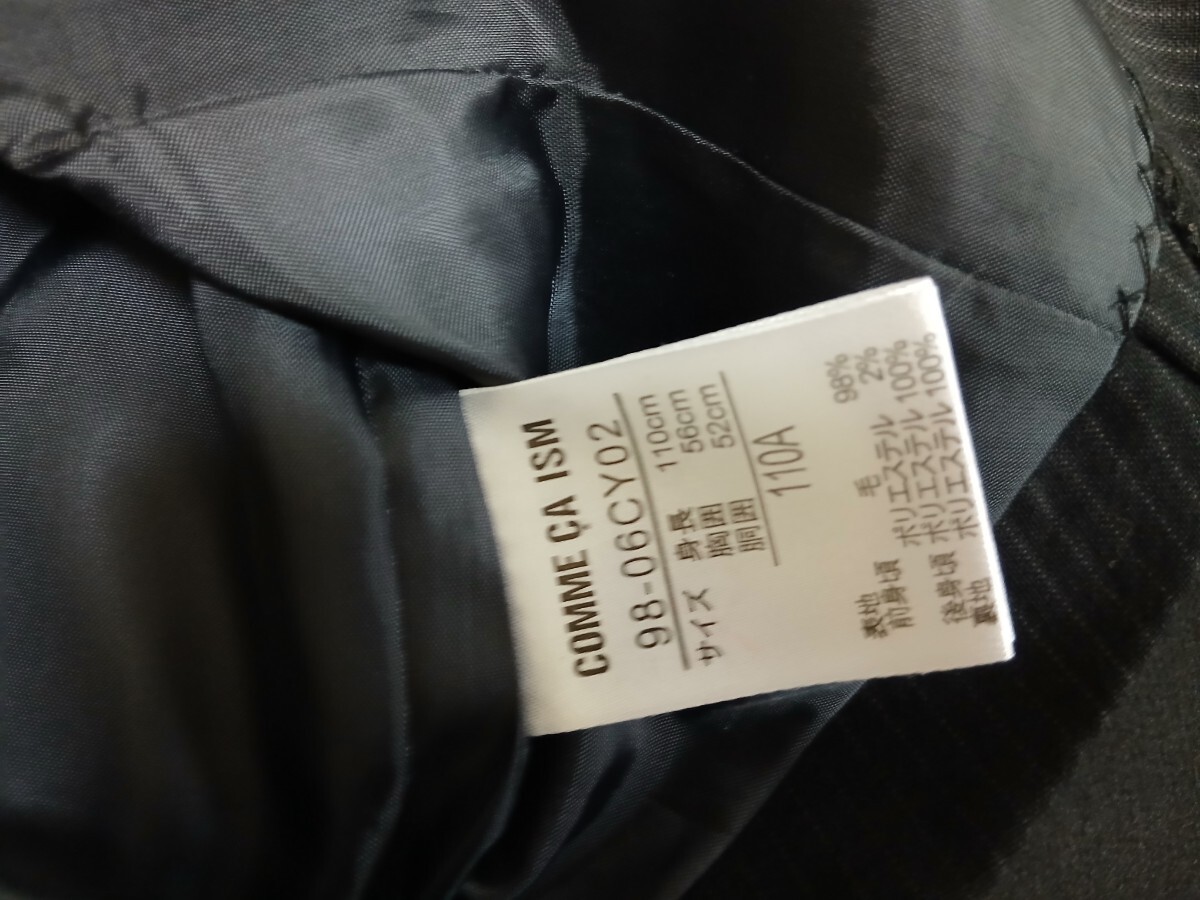 COMME ÇA ISM
98-06CY02
サイズ 身長 110cm
胸囲 56cm
胴囲 52cm
110A
表地
前身頃 毛 98%
ポリエステル 2%
後身頃 ポリエステル 100%
裏地 ポリエステル 100%